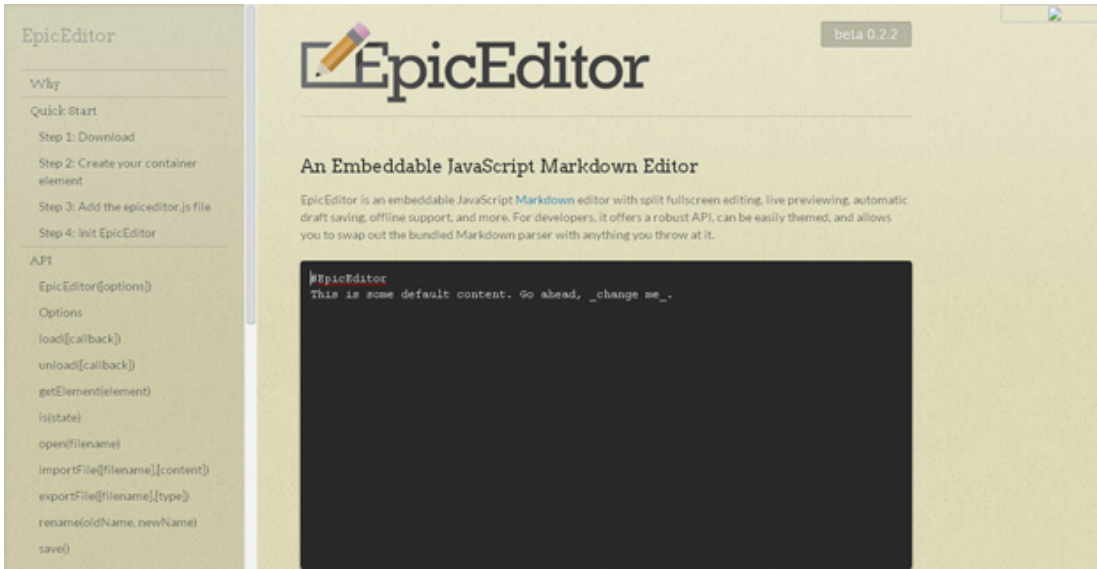 EpicEditor
Why
Quick Start
Step 1: Download
Step 2: Create your container
element
Step 3: Add the epiceditor.js file
Step 4: Init EpicEditor
API
EpicEditor([options])
Options
load([callback])
unload([callback])
getElement(element)
is(state)
open(filename)
importFile([filename],[content])
exportFile([filename],[type])
rename(oldName, newName)
save()
EpicEditor
beta 0.2.2
An Embeddable JavaScript Markdown Editor
EpicEditor is an embeddable JavaScript Markdown editor with split fullscreen editing, live previewing, automatic
draft saving, offline support, and more. For developers, it offers a robust API, can be easily themed, and allows
you to swap out the bundled Markdown parser with anything you throw at it.
#EpicEditor
This is some default content. Go ahead, _change me_.